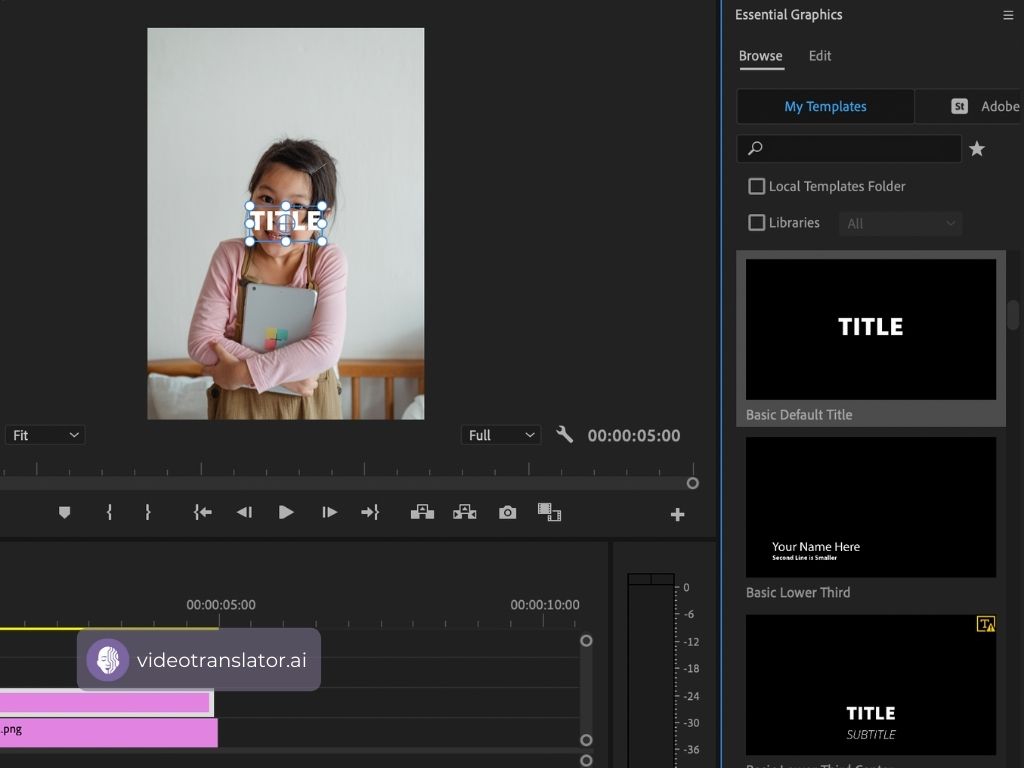 Essential Graphics
Browse
Edit
My Templates
St Adobe
Local Templates Folder
Libraries
All
TITLE
TITLE
Basic Default Title
Your Name Here
Second Line is Smaller
Basic Lower Third
TITLE
SUBTITLE
Fit
Full
00:00:05:00
00:00:05:00
00:00:10:00
videotranslator.ai
.png
0
-6
-12
-18
-24
-30
-36